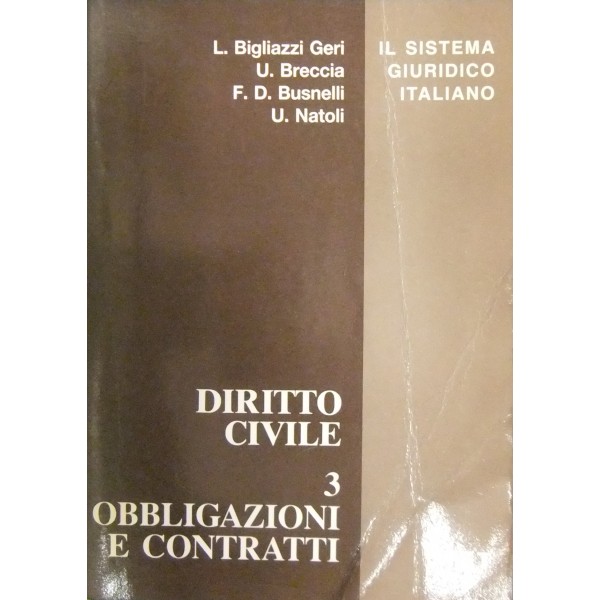 L. Bigliazzi Geri
U. Breccia
F. D. Busnelli
U. Natoli
IL SISTEMA
GIURIDICO
ITALIANO
DIRITTO
CIVILE
3
OBBLIGAZIONI
E CONTRATTI